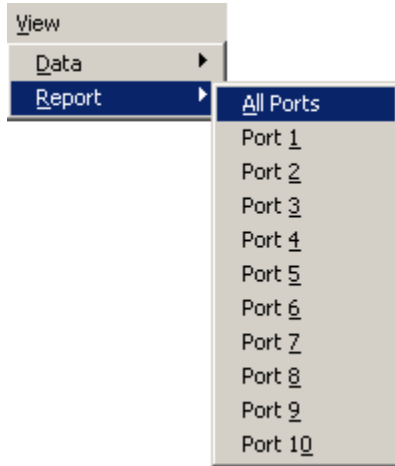 View
Data
Report
All Ports
Port 1
Port 2
Port 3
Port 4
Port 5
Port 6
Port 7
Port 8
Port 9
Port 10